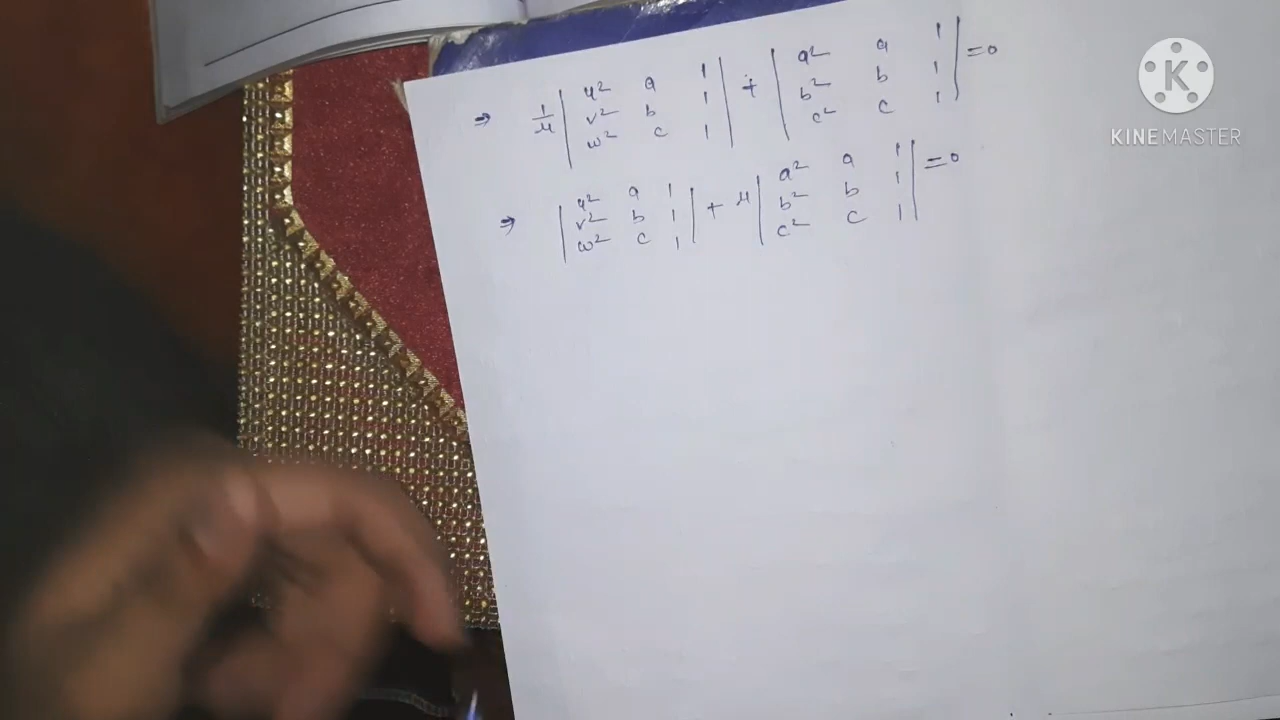 ⇒ 1/μ | u² a 1 | + | a² a 1 | = 0
| v² b 1 | | b² b 1 |
| w² c 1 | | c² c 1 |
⇒ | u² a 1 | + μ | a² a 1 | = 0
| v² b 1 | | b² b 1 |
| w² c 1 | | c² c 1 |
K
KINEMASTER